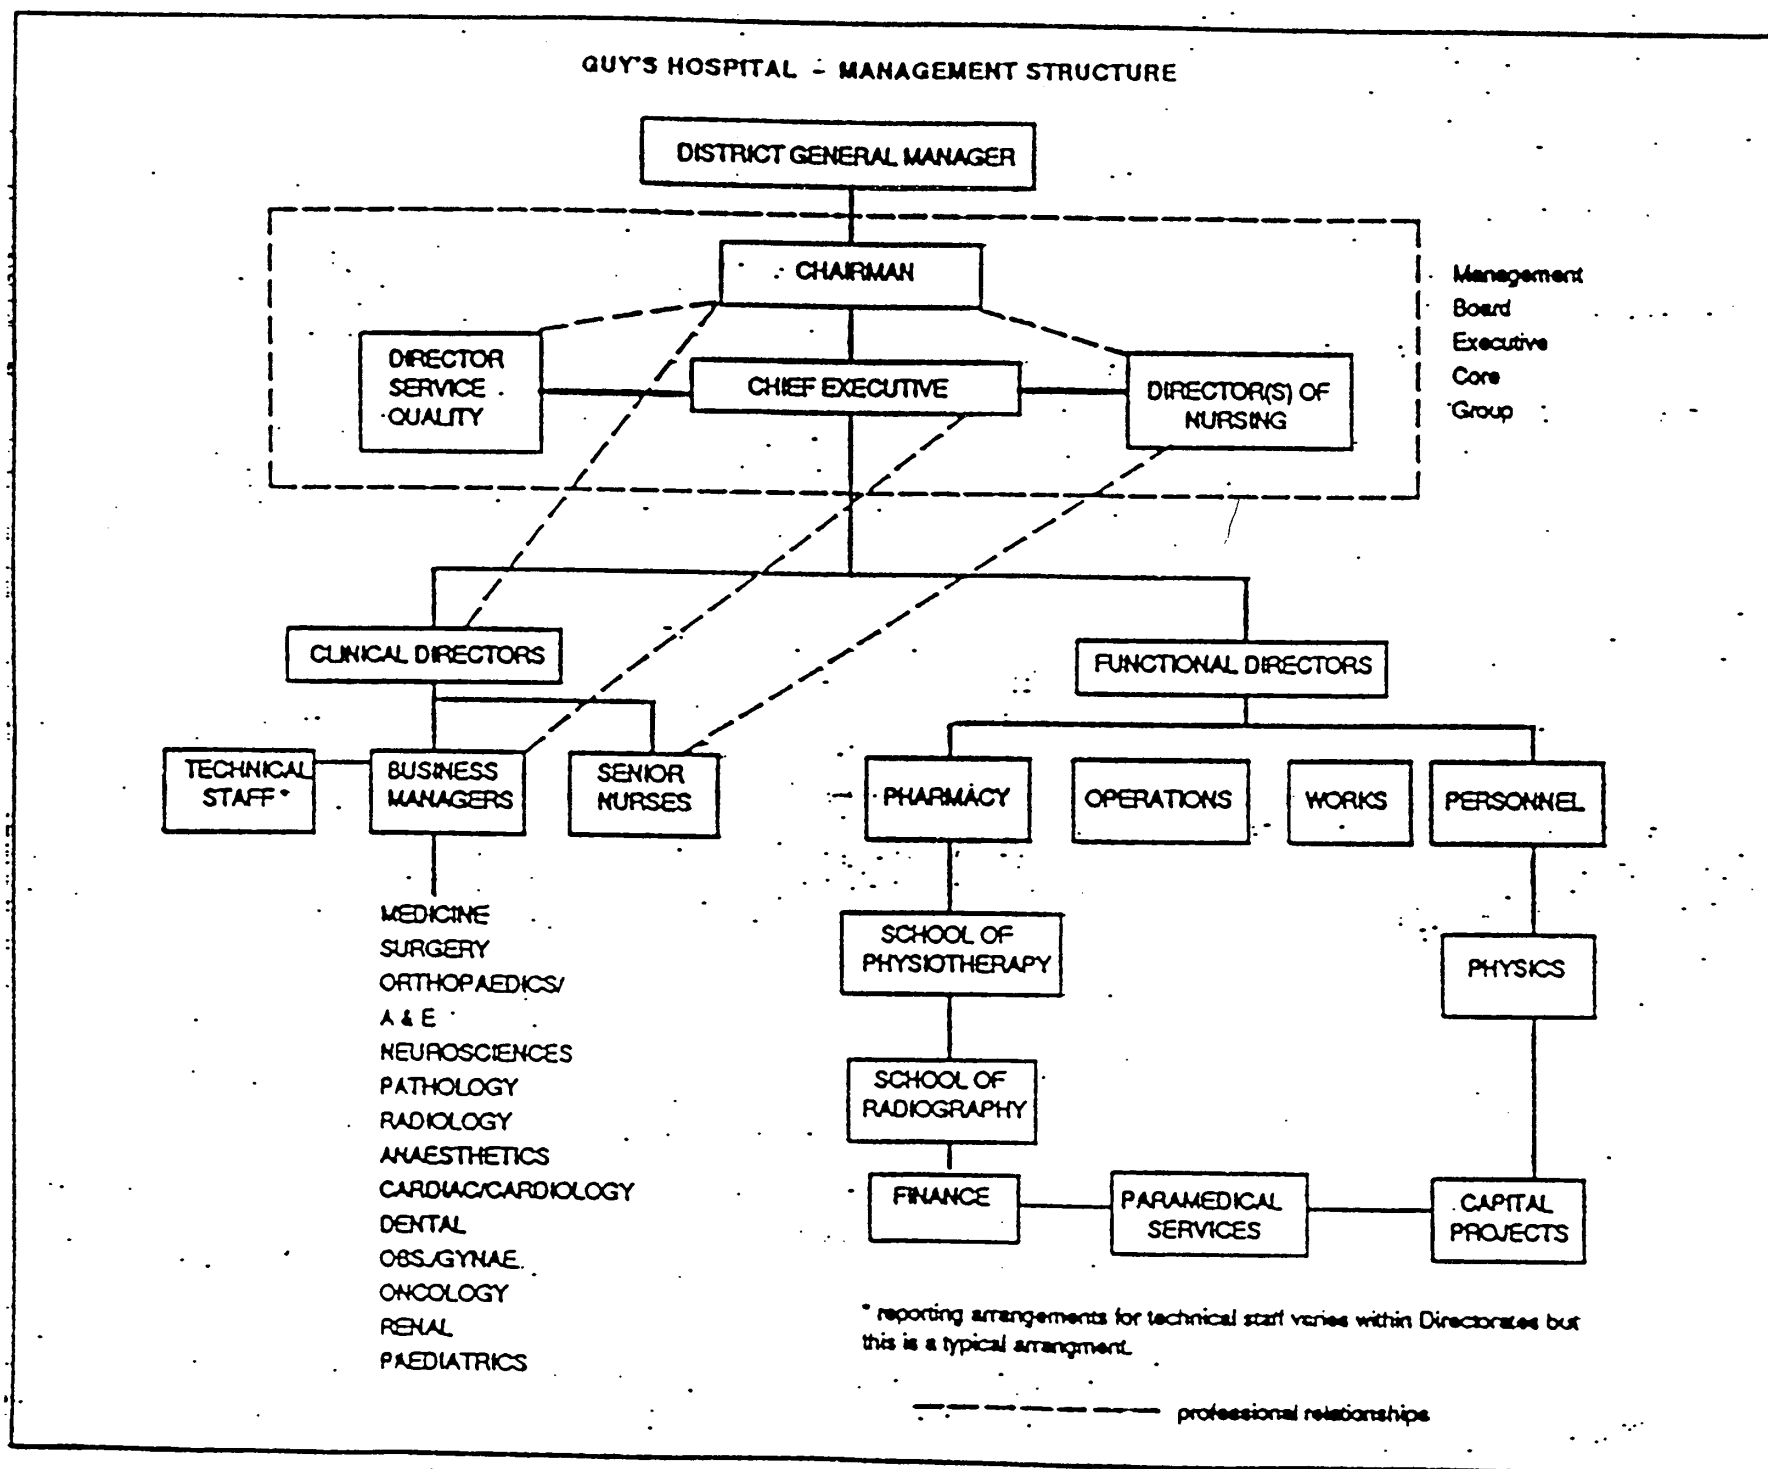 GUY'S HOSPITAL - MANAGEMENT STRUCTURE
DISTRICT GENERAL MANAGER
CHAIRMAN
Management
Board
Executive
Core
Group
DIRECTOR
SERVICE
QUALITY
CHIEF EXECUTIVE
DIRECTOR(S) OF
NURSING
CLINICAL DIRECTORS
FUNCTIONAL DIRECTORS
TECHNICAL
STAFF *
BUSINESS
MANAGERS
SENIOR
NURSES
PHARMACY
OPERATIONS
WORKS
PERSONNEL
MEDICINE
SURGERY
ORTHOPAEDICS/
A & E
NEUROSCIENCES
PATHOLOGY
RADIOLOGY
ANAESTHETICS
CARDIAC/CARDIOLOGY
DENTAL
OBS./GYNAE.
ONCOLOGY
RENAL
PAEDIATRICS
SCHOOL OF
PHYSIOTHERAPY
PHYSICS
SCHOOL OF
RADIOGRAPHY
FINANCE
PARAMEDICAL
SERVICES
CAPITAL
PROJECTS
* reporting arrangements for technical staff varies within Directorates but
this is a typical arrangment.
professional relationships